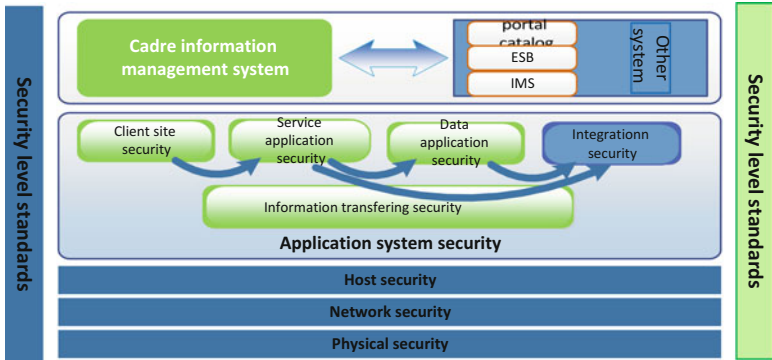 Security level standards
Cadre information
management system
portal
catalog
ESB
IMS
Other
system
Client site
security
Service
application
security
Data
application
security
Integrationn
security
Information transfering security
Application system security
Host security
Network security
Physical security
Security level standards